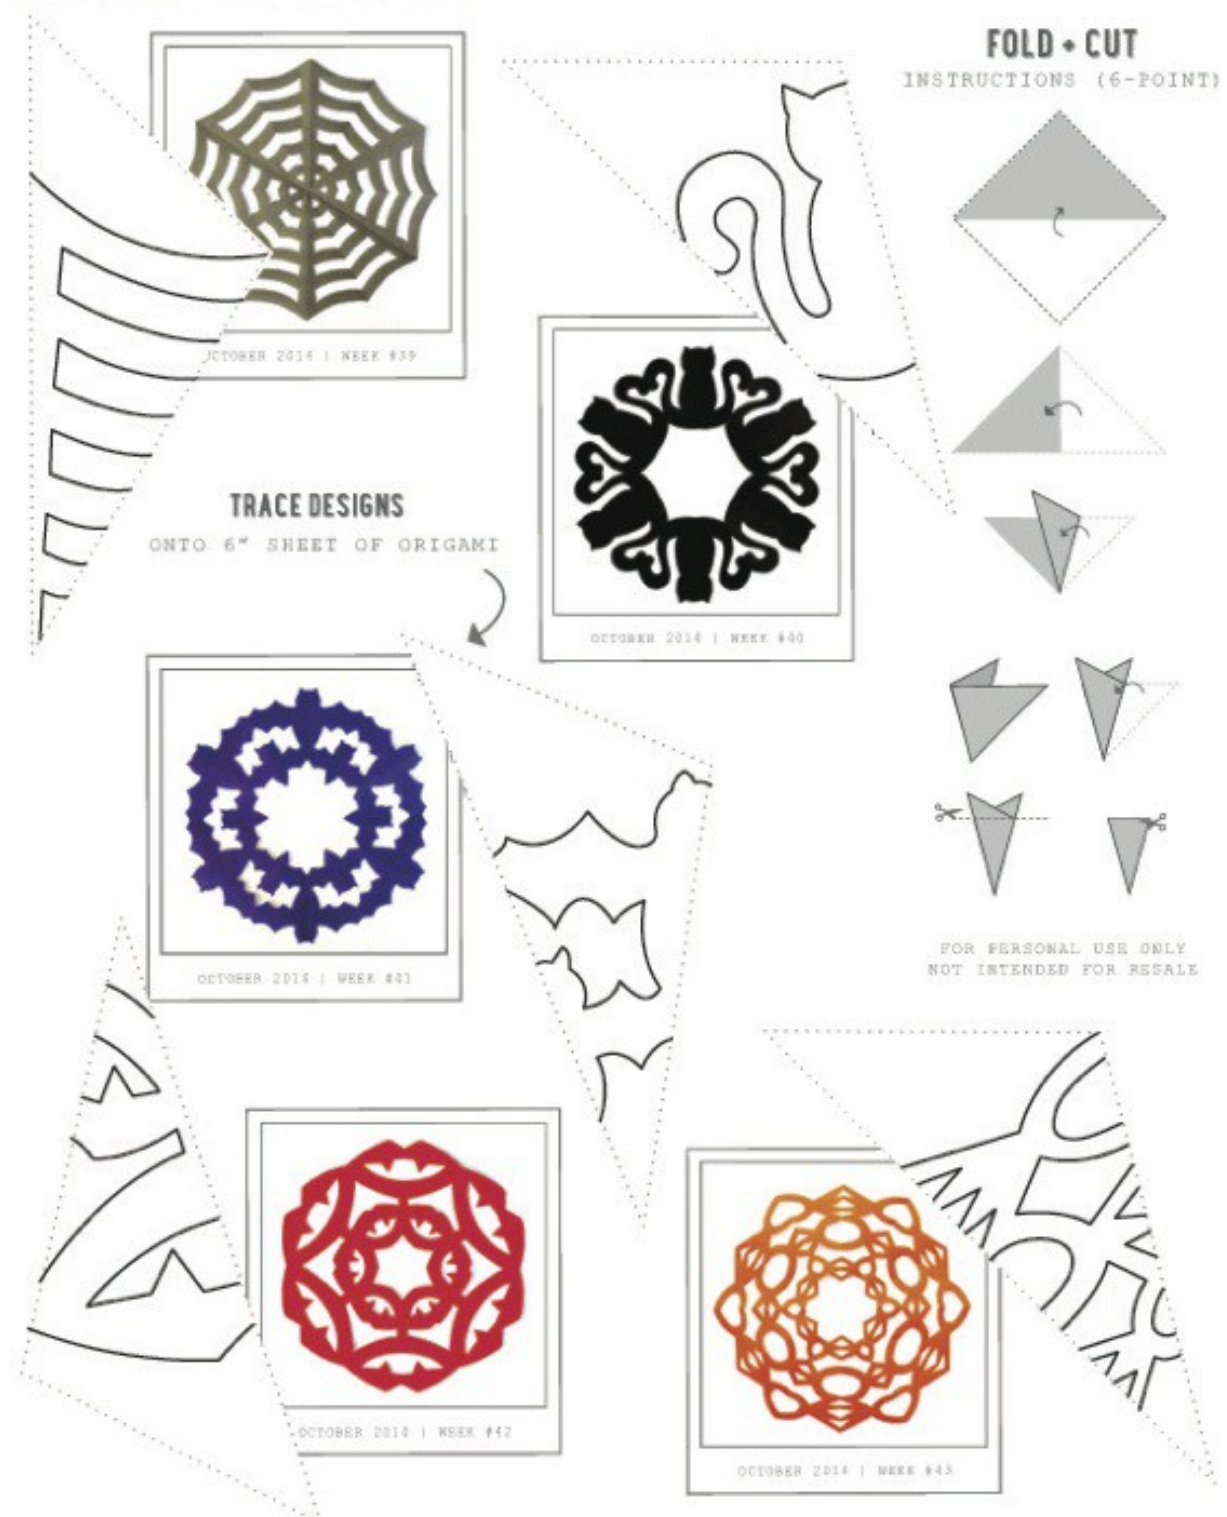 FOLD + CUT
INSTRUCTIONS (6-POINT)
OCTOBER 2014 | WEEK #39
TRACE DESIGNS
ONTO 6" SHEET OF ORIGAMI
OCTOBER 2014 | WEEK #40
OCTOBER 2014 | WEEK #41
FOR PERSONAL USE ONLY
NOT INTENDED FOR RESALE
OCTOBER 2014 | WEEK #42
OCTOBER 2014 | WEEK #43